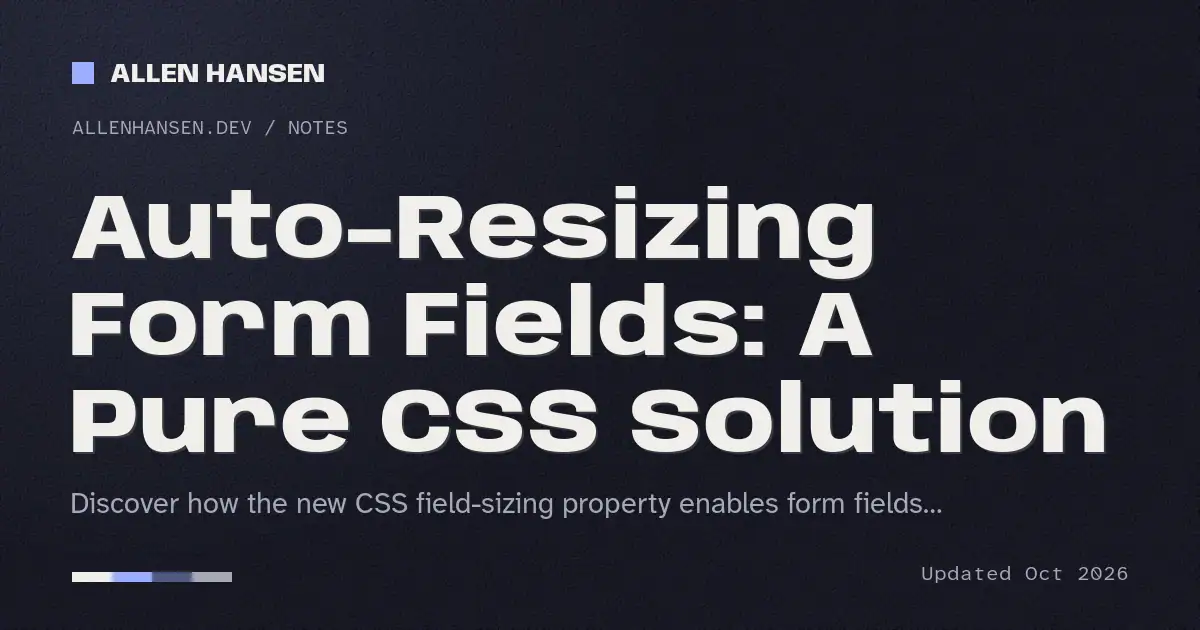 ALLEN HANSEN
ALLENHANSEN.DEV / NOTES
Auto-Resizing
Form Fields: A
Pure CSS Solution
Discover how the new CSS field-sizing property enables form fields...
Updated Oct 2026